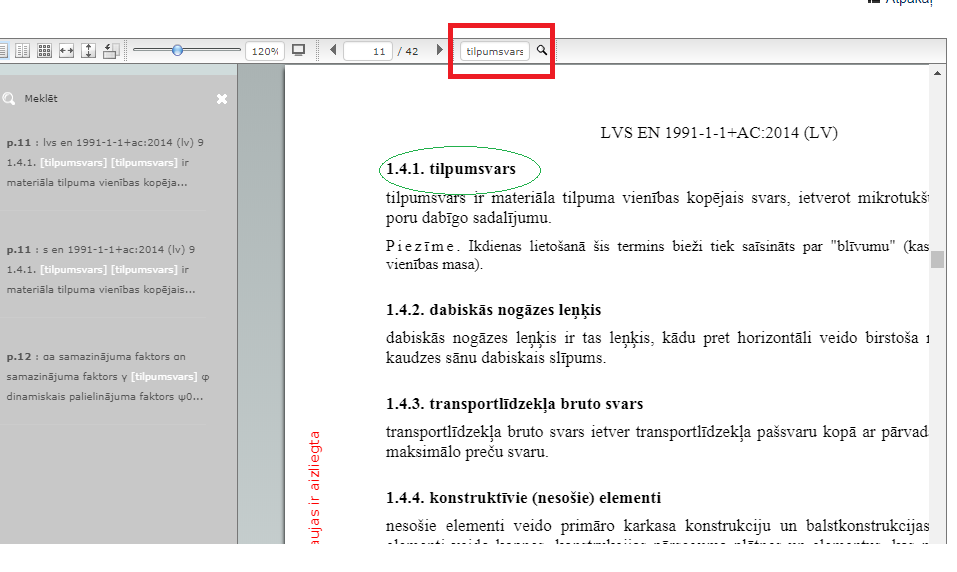 Atpakaļ
120%
11 / 42
tilpumsvars
Meklēt
p.11 : lvs en 1991-1-1+ac:2014 (lv) 9
1.4.1. [tilpumsvars] [tilpumsvars] ir
materiāla tilpuma vienības kopēja...
p.11 : s en 1991-1-1+ac:2014 (lv) 9
1.4.1. [tilpumsvars] [tilpumsvars] ir
materiāla tilpuma vienības kopējais...
p.12 : αa samazinājuma faktors αn
samazinājuma faktors γ [tilpumsvars] φ
dinamiskais palielinājuma faktors ψ0...
LVS EN 1991-1-1+AC:2014 (LV)
1.4.1. tilpumsvars
tilpumsvars ir materiāla tilpuma vienības kopējais svars, ietverot mikrotukš
poru dabīgo sadalījumu.
Piezīme. Ikdienas lietošanā šis termins bieži tiek saīsināts par "blīvumu" (kas
vienības masa).
1.4.2. dabiskās nogāzes leņķis
dabiskās nogāzes leņķis ir tas leņķis, kādu pret horizontāli veido birstoša
kaudzes sānu dabiskais slīpums.
1.4.3. transportlīdzekļa bruto svars
transportlīdzekļa bruto svars ietver transportlīdzekļa pašsvaru kopā ar pārvad
maksimālo preču svaru.
1.4.4. konstruktīvie (nesošie) elementi
nesošie elementi veido primāro karkasa konstrukciju un balstkonstrukcijas
aujas ir aizliegta